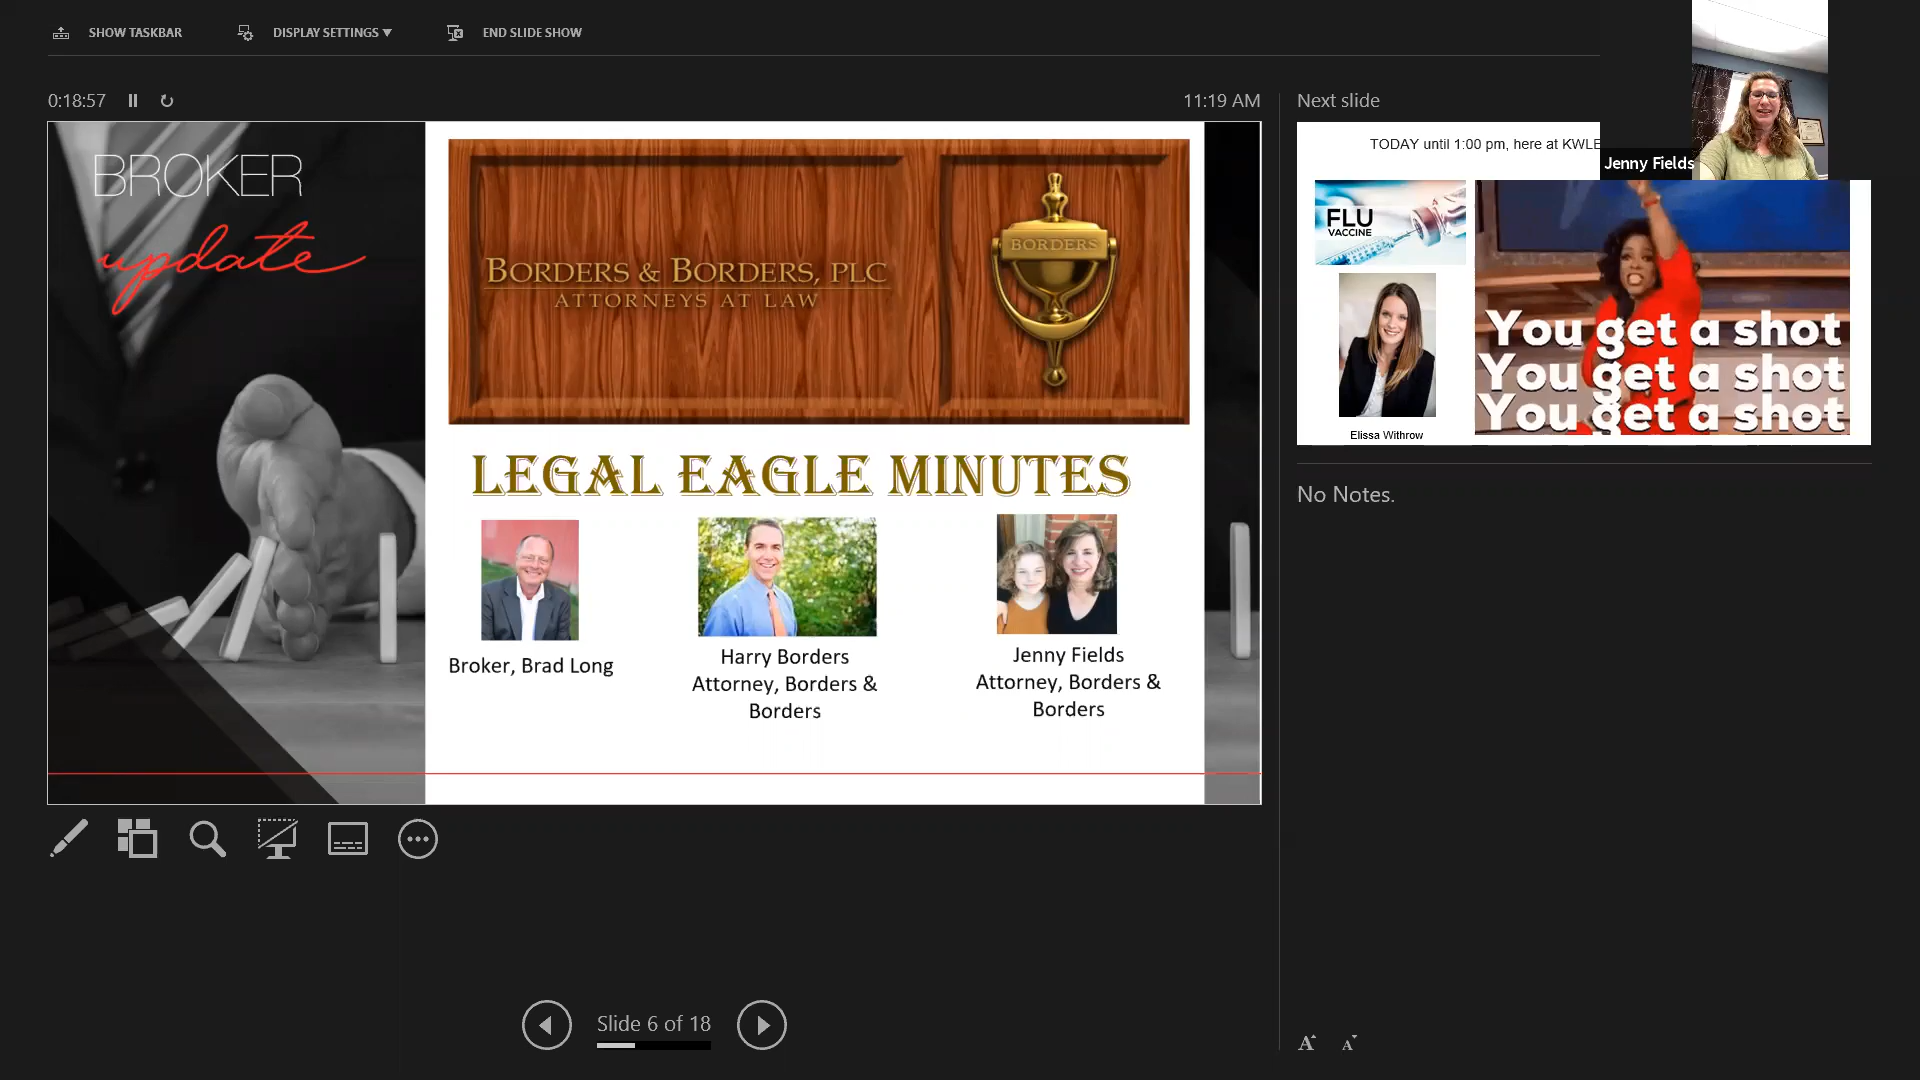 SHOW TASKBAR
DISPLAY SETTINGS
END SLIDE SHOW
0:18:57
11:19 AM
BROKER
update
BORDERS & BORDERS, PLC
ATTORNEYS AT LAW
BORDERS
LEGAL EAGLE MINUTES
Broker, Brad Long
Harry Borders
Attorney, Borders &
Borders
Jenny Fields
Attorney, Borders &
Borders
Slide 6 of 18
Next slide
TODAY until 1:00 pm, here at KWLE
Jenny Fields
FLU
VACCINE
Elissa Withrow
You get a shot
You get a shot
You get a shot
No Notes.
A
A